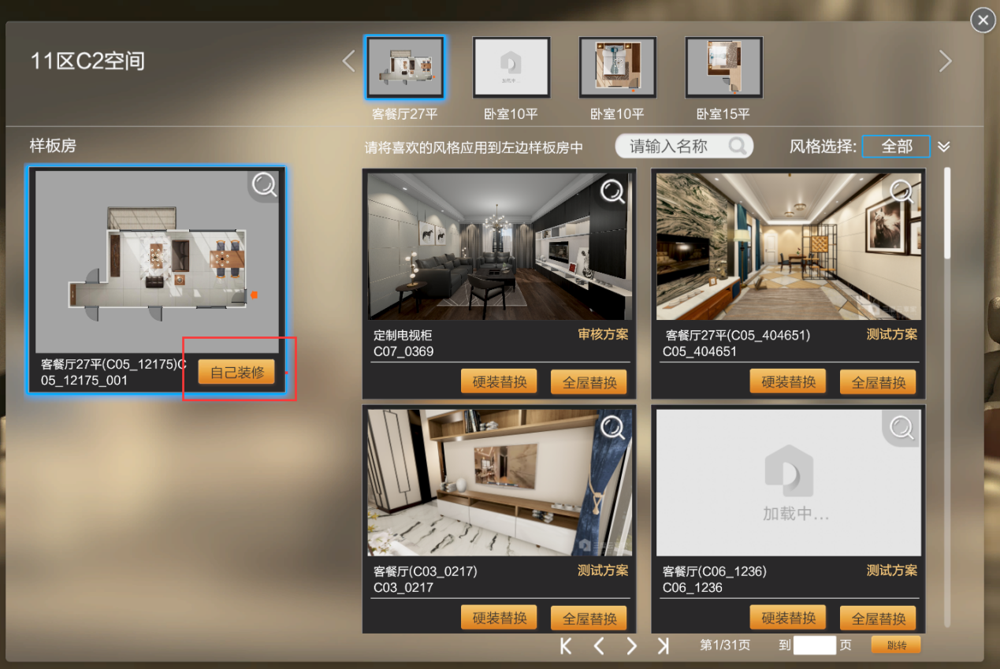 11区C2空间
加载中...
客餐厅27平
卧室10平
卧室10平
卧室15平
样板房
请将喜欢的风格应用到左边样板房中
请输入名称
风格选择:
全部
客餐厅27平(C05_12175)C
05_12175_001
自己装修
定制电视柜
审核方案
C07_0369
硬装替换
全屋替换
客餐厅27平(C05_404651)
测试方案
C05_404651
硬装替换
全屋替换
客餐厅(C03_0217)
测试方案
C03_0217
硬装替换
全屋替换
加载中...
客餐厅(C06_1236)
测试方案
C06_1236
硬装替换
全屋替换
第1/31页
到
页
跳转